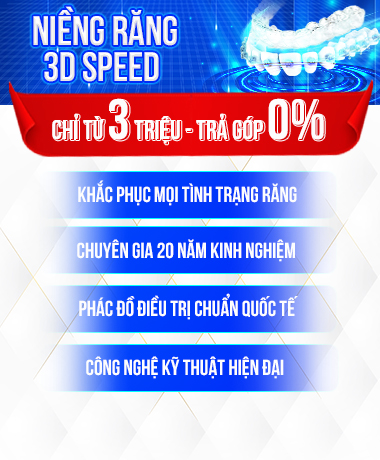 NIỀNG RĂNG
3D SPEED
CHỈ TỪ 3 TRIỆU - TRẢ GÓP 0%
KHẮC PHỤC MỌI TÌNH TRẠNG RĂNG
CHUYÊN GIA 20 NĂM KINH NGHIỆM
PHÁC ĐỒ ĐIỀU TRỊ CHUẨN QUỐC TẾ
CÔNG NGHỆ KỸ THUẬT HIỆN ĐẠI